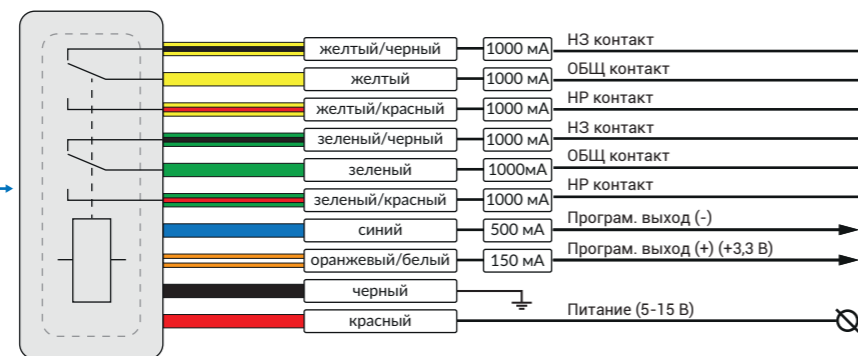 желтый/черный 1000 мА НЗ контакт
желтый 1000 мА ОБЩ контакт
желтый/красный 1000 мА НР контакт
зеленый/черный 1000 мА НЗ контакт
зеленый 1000мА ОБЩ контакт
зеленый/красный 1000 мА НР контакт
синий 500 мА Програм. выход (-)
оранжевый/белый 150 мА Програм. выход (+) (+3,3 В)
черный
красный Питание (5-15 В)